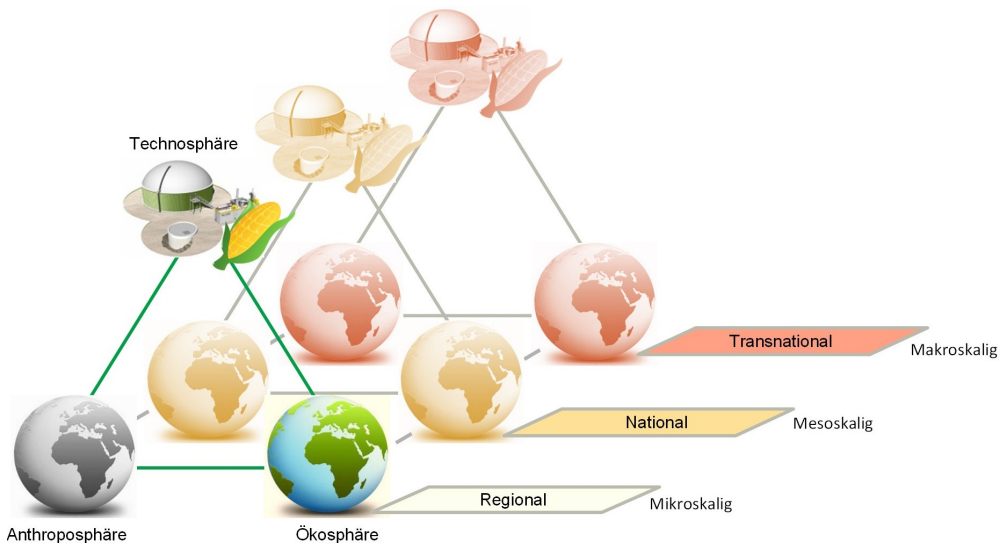 Technosphäre
Transnational
Makroskalig
National
Mesoskalig
Regional
Mikroskalig
Anthroposphäre
Ökosphäre